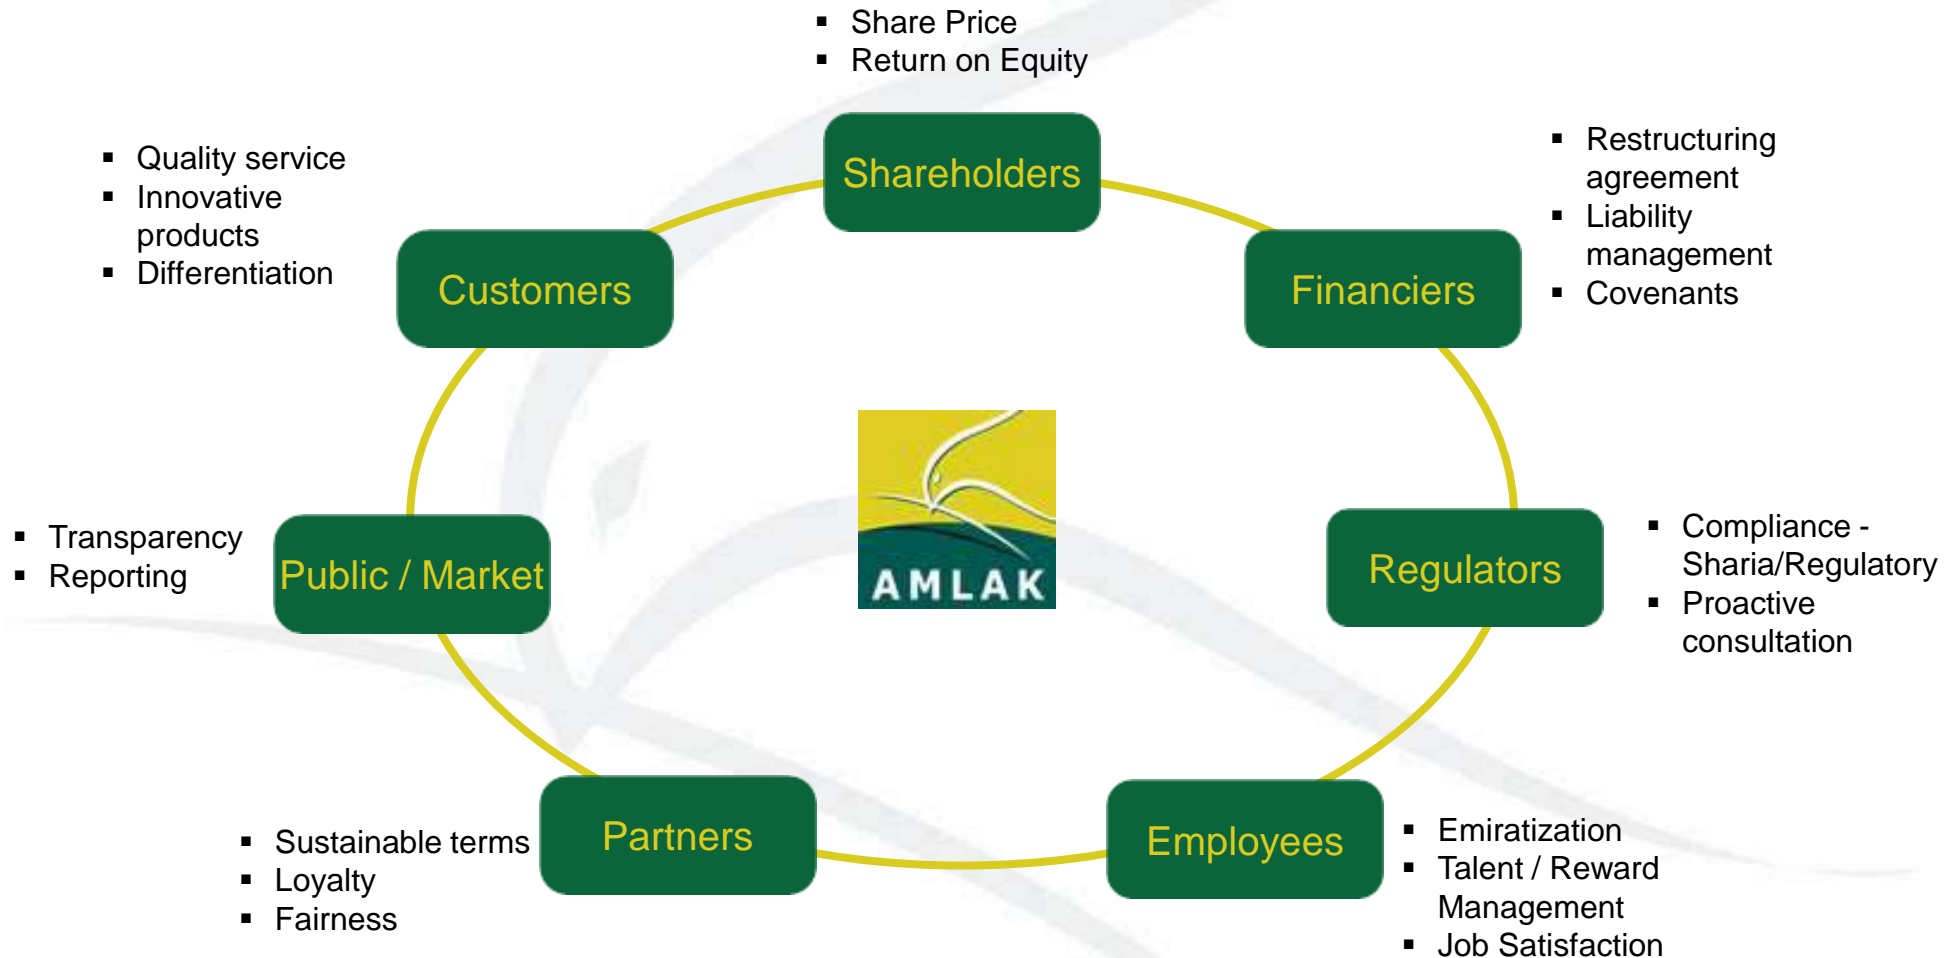 ▪ Share Price
▪ Return on Equity
Shareholders
▪ Restructuring
agreement
▪ Liability
management
▪ Covenants
Financiers
▪ Compliance -
Sharia/Regulatory
▪ Proactive
consultation
Regulators
▪ Emiratization
▪ Talent / Reward
Management
▪ Job Satisfaction
Employees
Partners
▪ Sustainable terms
▪ Loyalty
▪ Fairness
Public / Market
▪ Transparency
▪ Reporting
Customers
▪ Quality service
▪ Innovative
products
▪ Differentiation
AMLAK